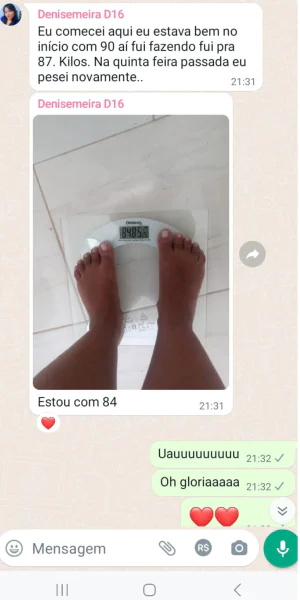 Denisemeira D16
Eu comecei aqui eu estava bem no
início com 90 aí fui fazendo fui pra
87. Kilos. Na quinta feira passada eu
pesei novamente..
21:31
Denisemeira D16
Estou com 84
21:31
Uauuuuuuuuu 21:32
Oh gloriaaaaa 21:32
Mensagem
R$